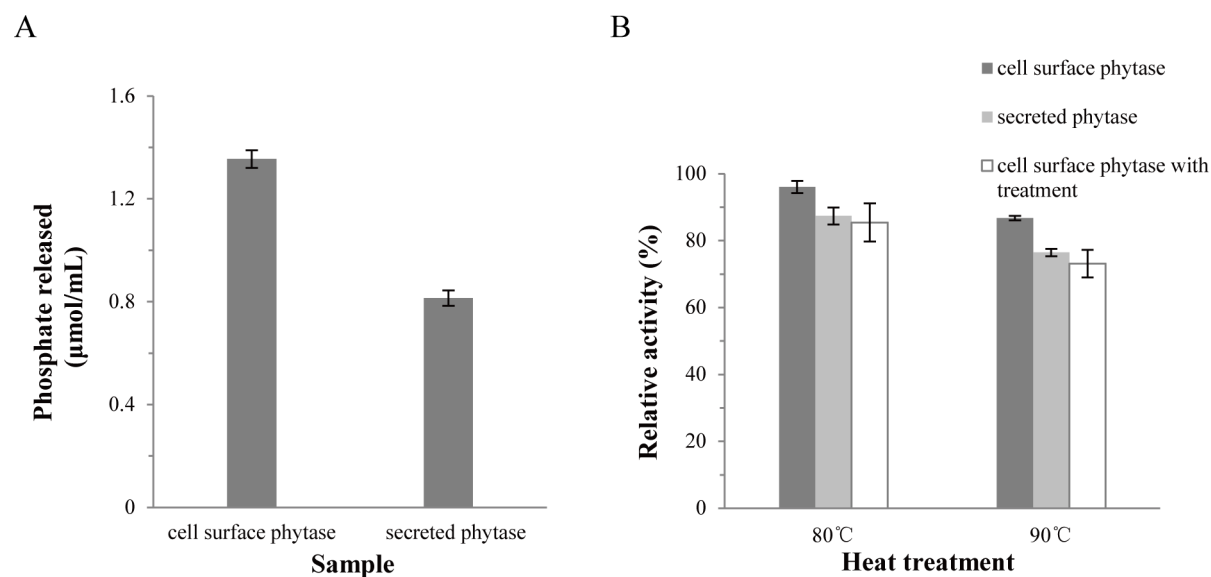 A
Phosphate released
(μmol/mL)
1.6
1.2
0.8
0.4
0
cell surface phytase
secreted phytase
Sample
B
cell surface phytase
secreted phytase
cell surface phytase with
treatment
Relative activity (%)
100
80
60
40
20
0
80℃
90℃
Heat treatment